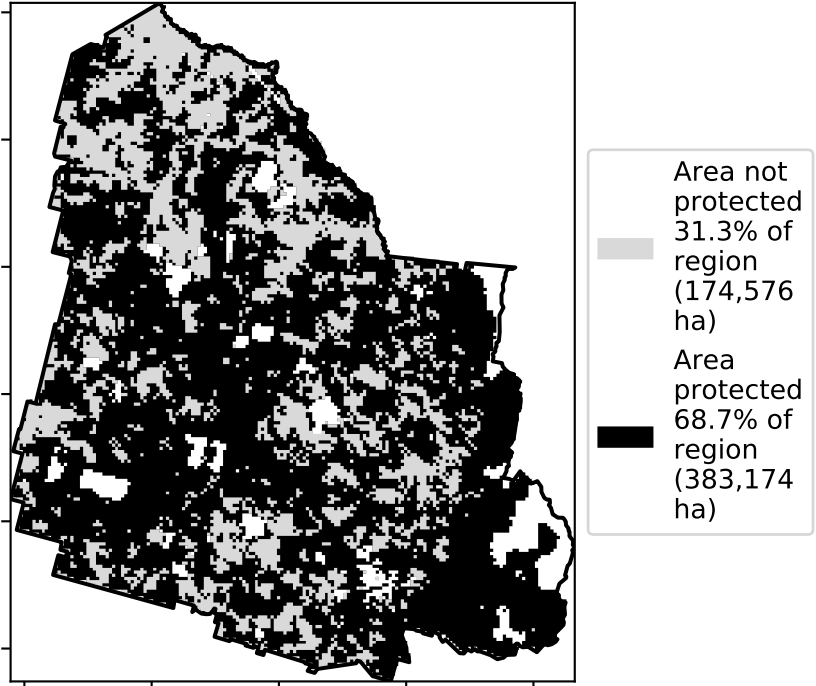 Area not
protected
31.3% of
region
(174,576
ha)
Area
protected
68.7% of
region
(383,174
ha)